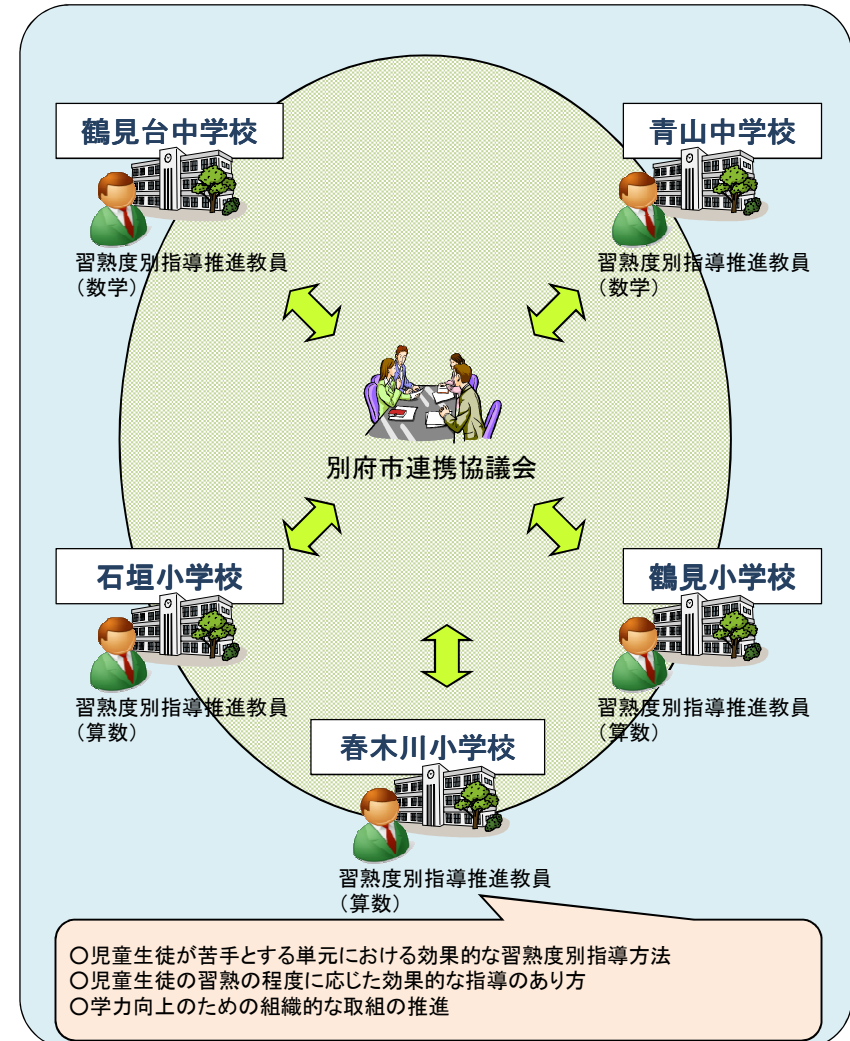 鶴見台中学校
習熟度別指導推進教員
（数学）
青山中学校
習熟度別指導推進教員
（数学）
別府市連携協議会
石垣小学校
習熟度別指導推進教員
（算数）
鶴見小学校
習熟度別指導推進教員
（算数）
春木川小学校
習熟度別指導推進教員
（算数）
○児童生徒が苦手とする単元における効果的な習熟度別指導方法
○児童生徒の習熟の程度に応じた効果的な指導のあり方
○学力向上のための組織的な取組の推進